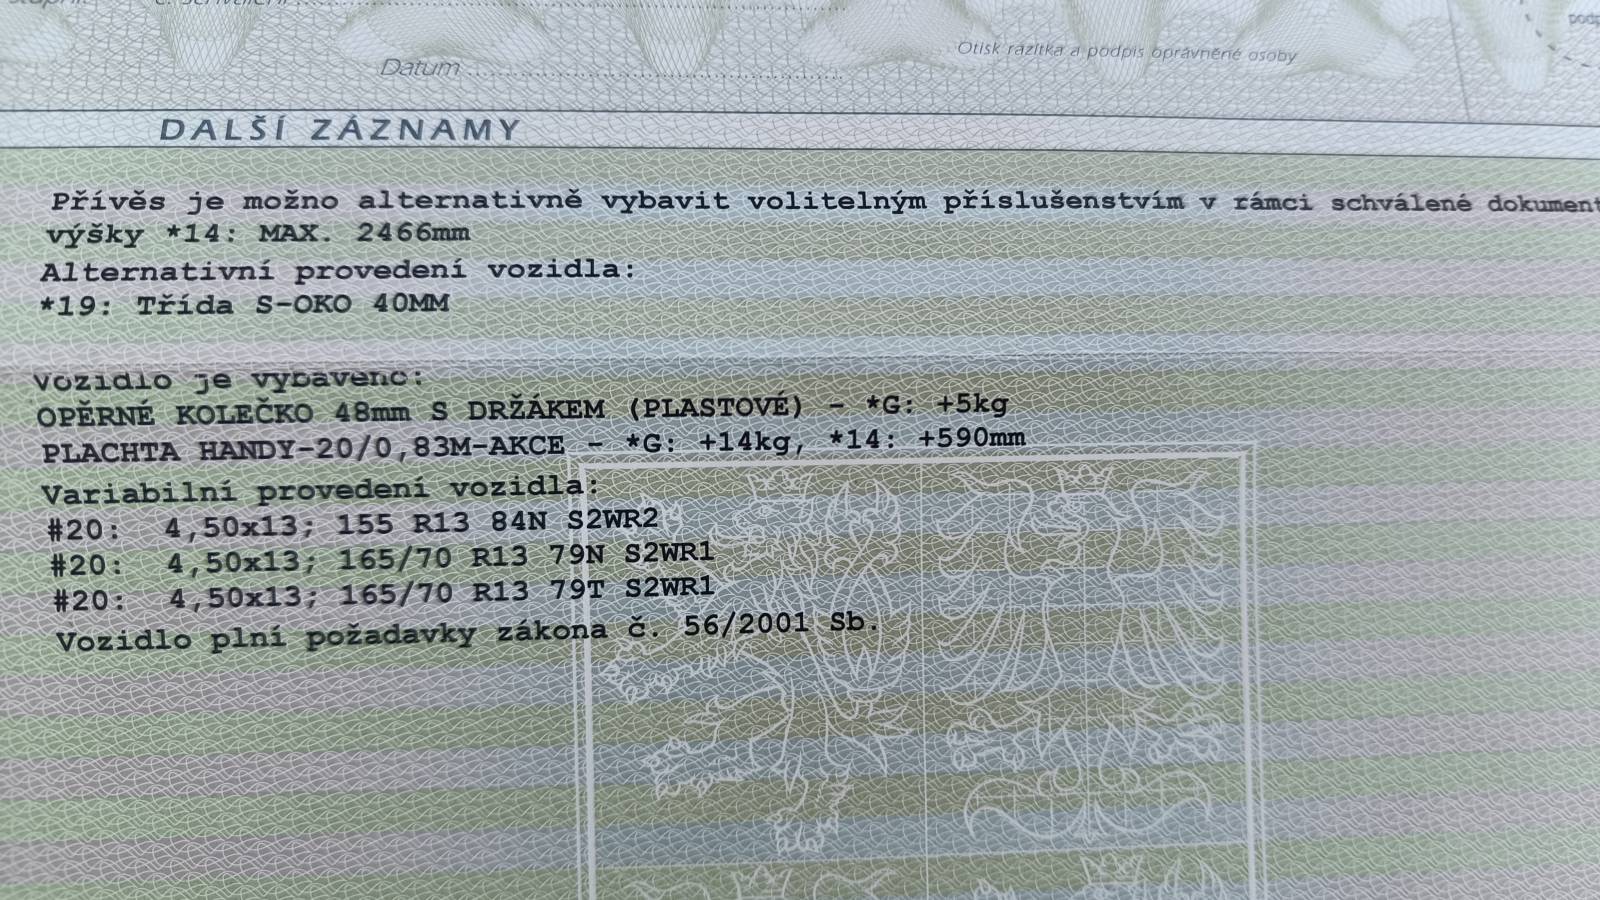 Datum
Otisk razítka a podpis oprávněné osoby
DALŠÍ ZÁZNAMY
Přívěs je možno alternativně vybavit volitelným příslušenstvím v rámci schválené dokument
výšky *14: MAX. 2466mm
Alternativní provedení vozidla:
*19: Třída S-OKO 40MM
Vozidlo je vybaveno:
OPĚRNÉ KOLEČKO 48mm S DRŽÁKEM (PLASTOVÉ) - *G: +5kg
PLACHTA HANDY-20/0,83M-AKCE - *G: +14kg, *14: +590mm
Variabilní provedení vozidla:
#20: 4,50x13; 155 R13 84N S2WR2
#20: 4,50x13; 165/70 R13 79N S2WR1
#20: 4,50x13; 165/70 R13 79T S2WR1
Vozidlo plní požadavky zákona č. 56/2001 Sb.